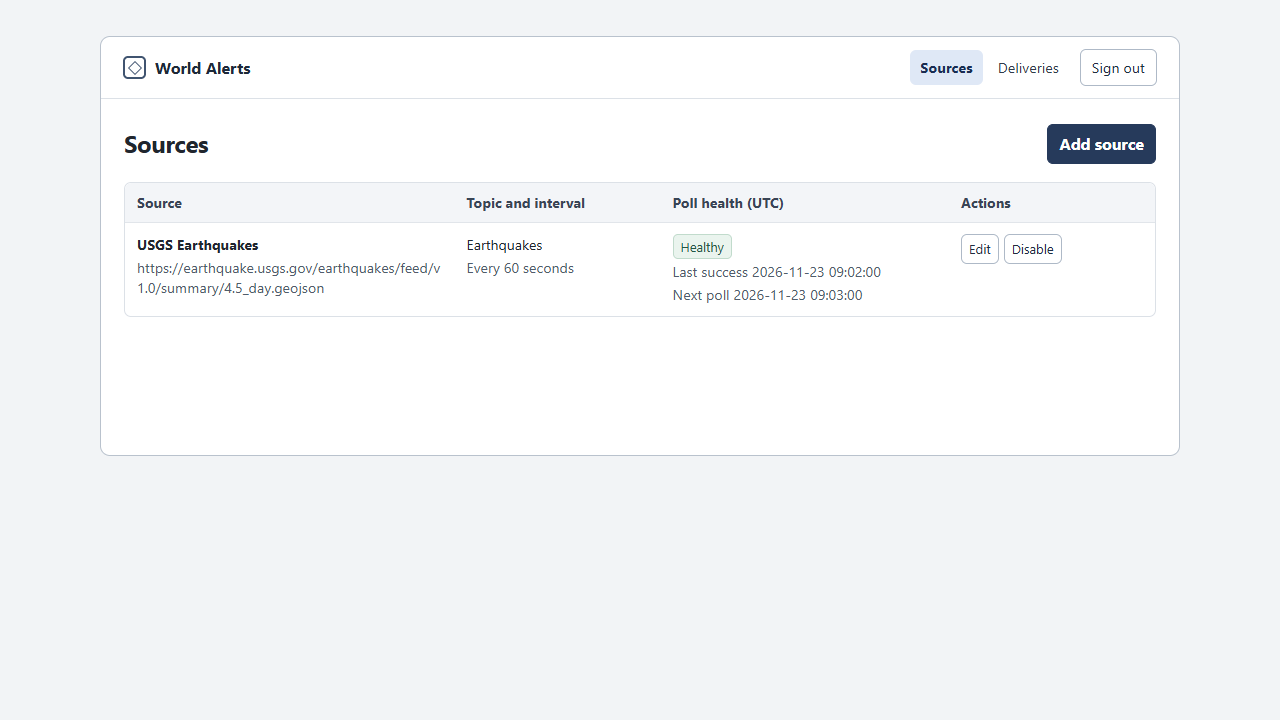 World Alerts
Sources
Deliveries
Sign out
Sources
Add source
Source
Topic and interval
Poll health (UTC)
Actions
USGS Earthquakes
https://earthquake.usgs.gov/earthquakes/feed/v
1.0/summary/4.5_day.geojson
Earthquakes
Every 60 seconds
Healthy
Last success 2026-11-23 09:02:00
Next poll 2026-11-23 09:03:00
Edit
Disable